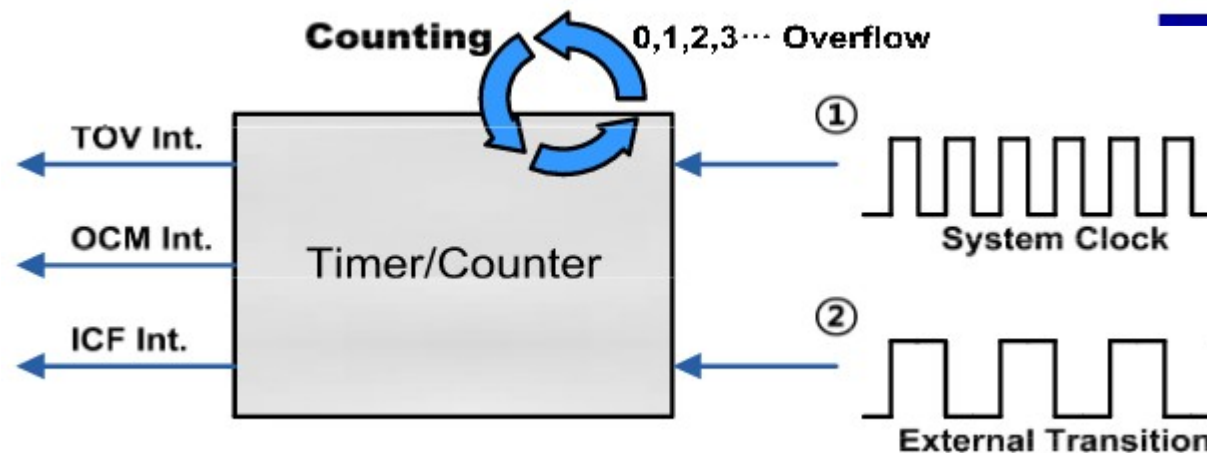 Counting 0,1,2,3… Overflow
TOV Int.
OCM Int.
ICF Int.
Timer/Counter
①
System Clock
②
External Transition